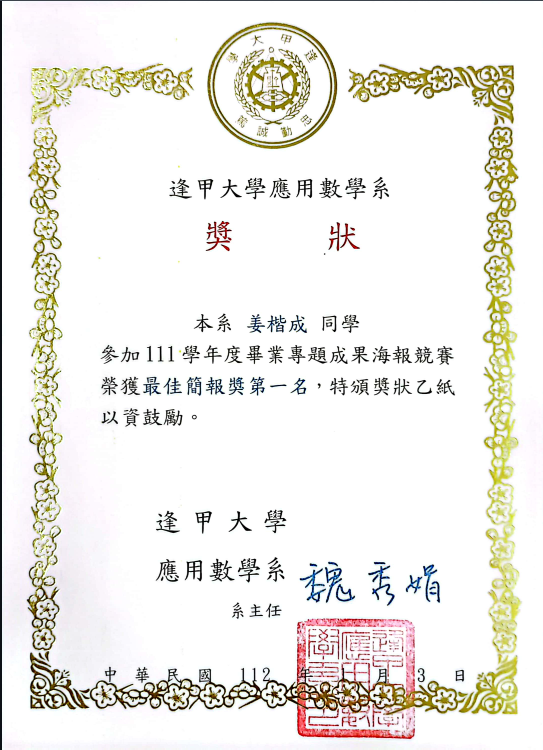 逢甲大學
忠勤誠篤
逢甲大學應用數學系
獎狀
本系 姜楷成 同學
參加111學年度畢業專題成果海報競賽
榮獲最佳簡報獎第一名，特頒獎狀乙紙
以資鼓勵。
逢甲大學
應用數學系 魏秀娟
系主任
中華民國 112 年 月 3 日